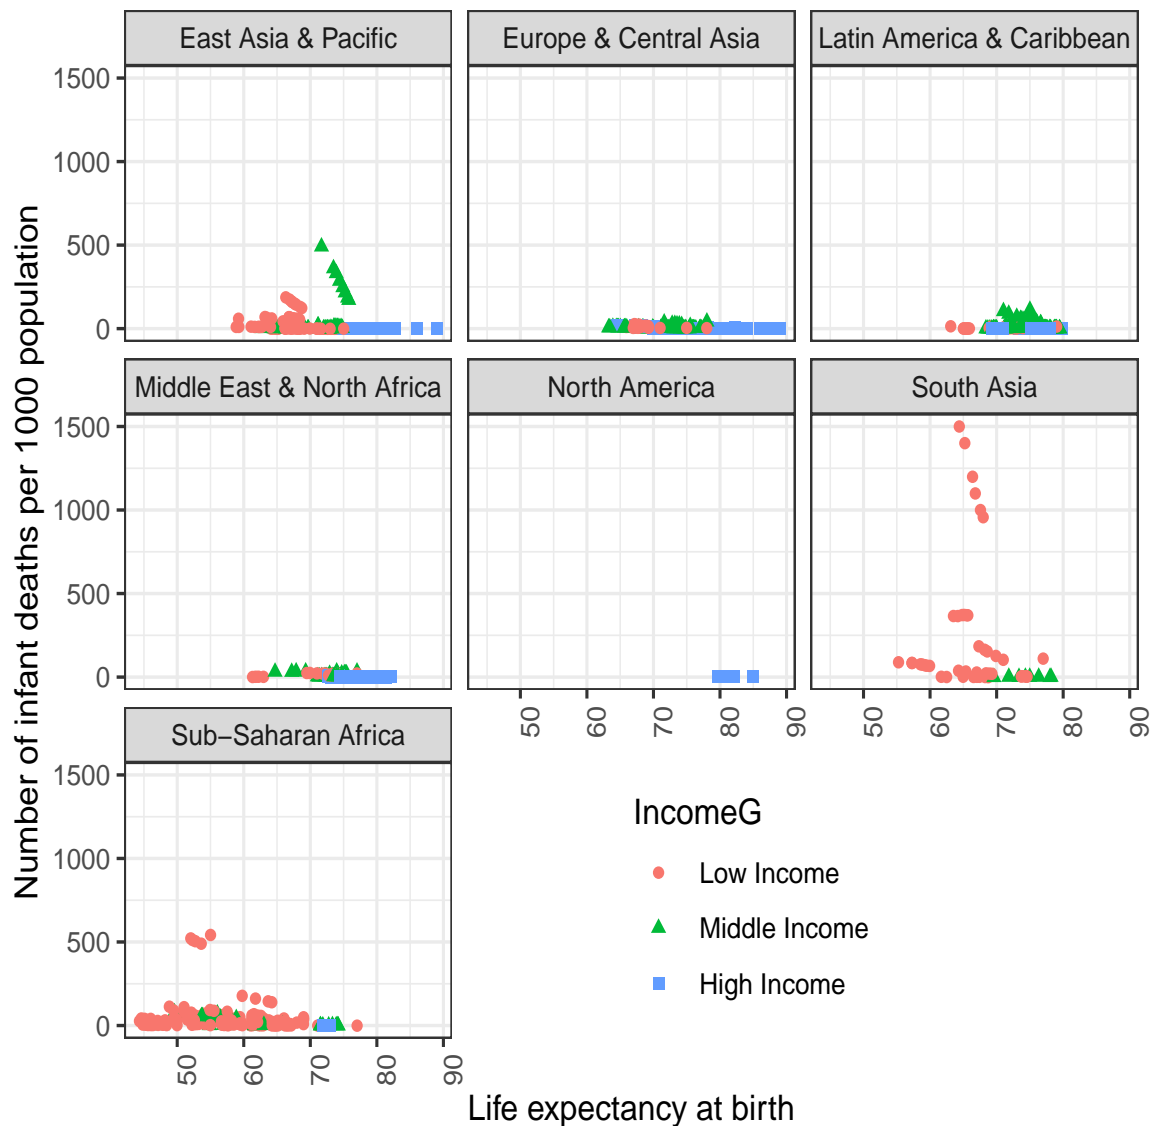 East Asia & Pacific
Europe & Central Asia
Latin America & Caribbean
1500
1000
500
0
Middle East & North Africa
North America
South Asia
1500
1000
500
0
50
60
70
80
90
50
60
70
80
90
Sub−Saharan Africa
1500
1000
500
0
50
60
70
80
90
Number of infant deaths per 1000 population
Life expectancy at birth
IncomeG
Low Income
Middle Income
High Income